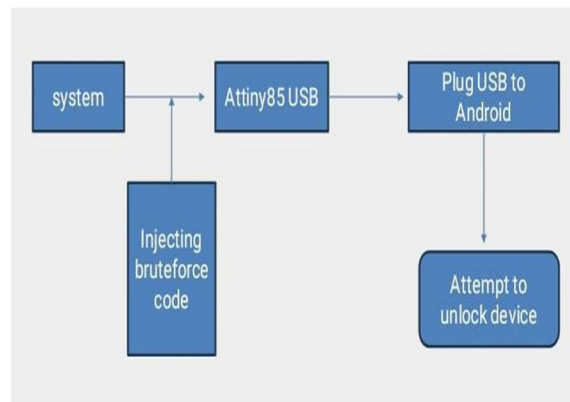 system
Attiny85 USB
Plug USB to
Android
Injecting
bruteforce
code
Attempt to
unlock device